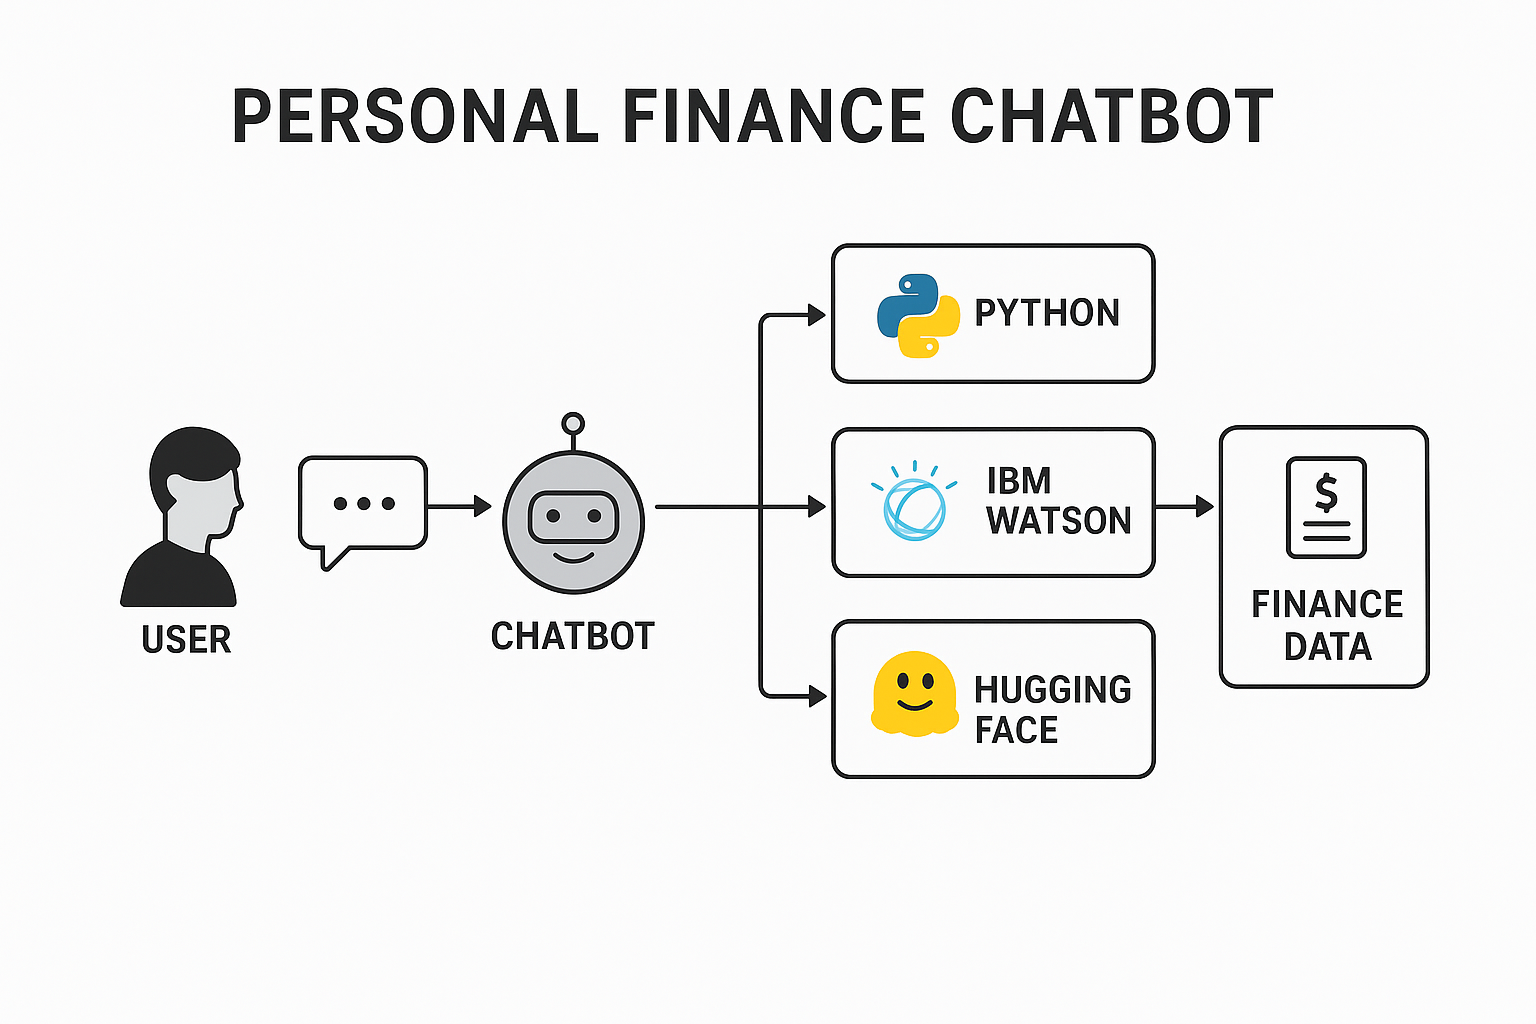 PERSONAL FINANCE CHATBOT
USER
CHATBOT
PYTHON
IBM
WATSON
HUGGING
FACE
$
FINANCE
DATA